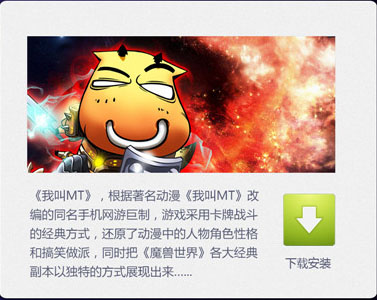 《我叫MT》，根据著名动漫《我叫MT》改
编的同名手机网游巨制，游戏采用卡牌战斗
的经典方式，还原了动漫中的人物角色性格
和搞笑做派，同时把《魔兽世界》各大经典
副本以独特的方式展现出来......
下载安装